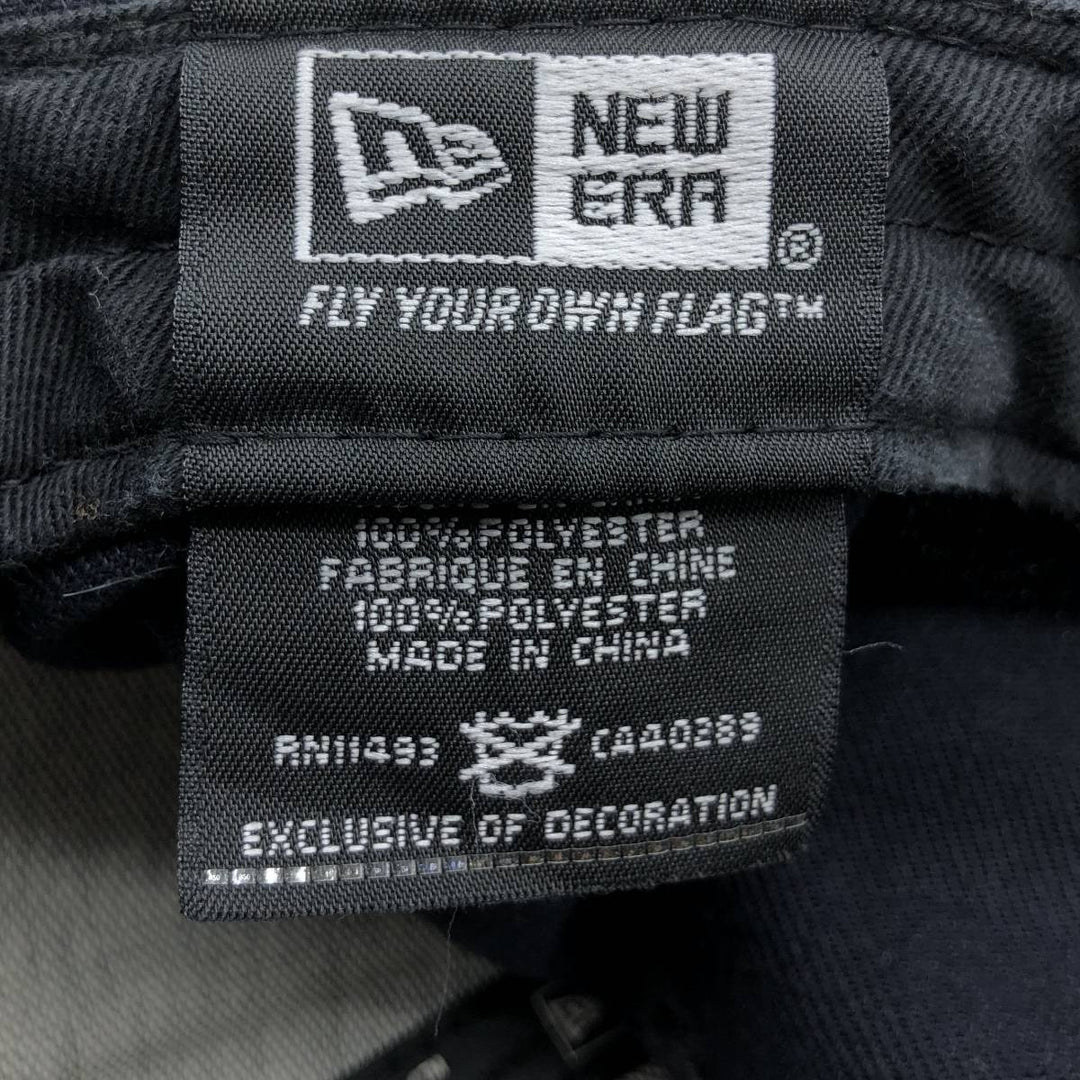 NEW
ERA®
FLY YOUR OWN FLAG™
100% POLYESTER
FABRIQUE EN CHINE
100% POLYESTER
MADE IN CHINA
RN11493 CA40289
EXCLUSIVE OF DECORATION